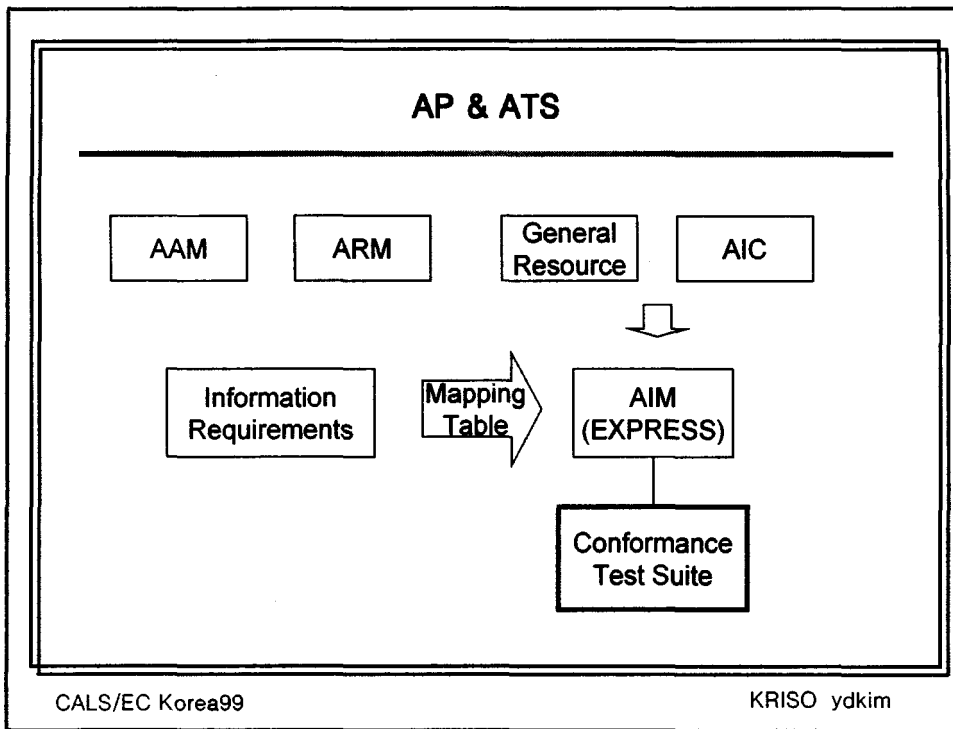 AP & ATS
AAM
ARM
General
Resource
AIC
Information
Requirements
Mapping
Table
AIM
(EXPRESS)
Conformance
Test Suite
CALS/EC Korea99
KRISO ydkim